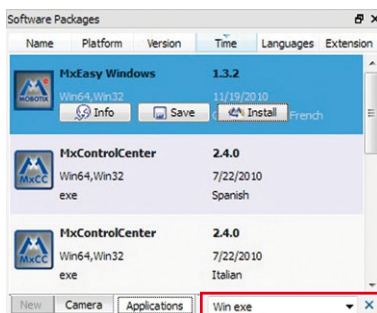 Software Packages
Name Platform Version Time Languages Extension
MOBOTIX MxEasy Windows 1.3.2
Win64,Win32 11/19/2010
Info Save Install French
MxCC MxControlCenter 2.4.0
Win64,Win32 7/22/2010
exe Spanish
MxCC MxControlCenter 2.4.0
Win64,Win32 7/22/2010
exe Italian
New Camera Applications Win exe